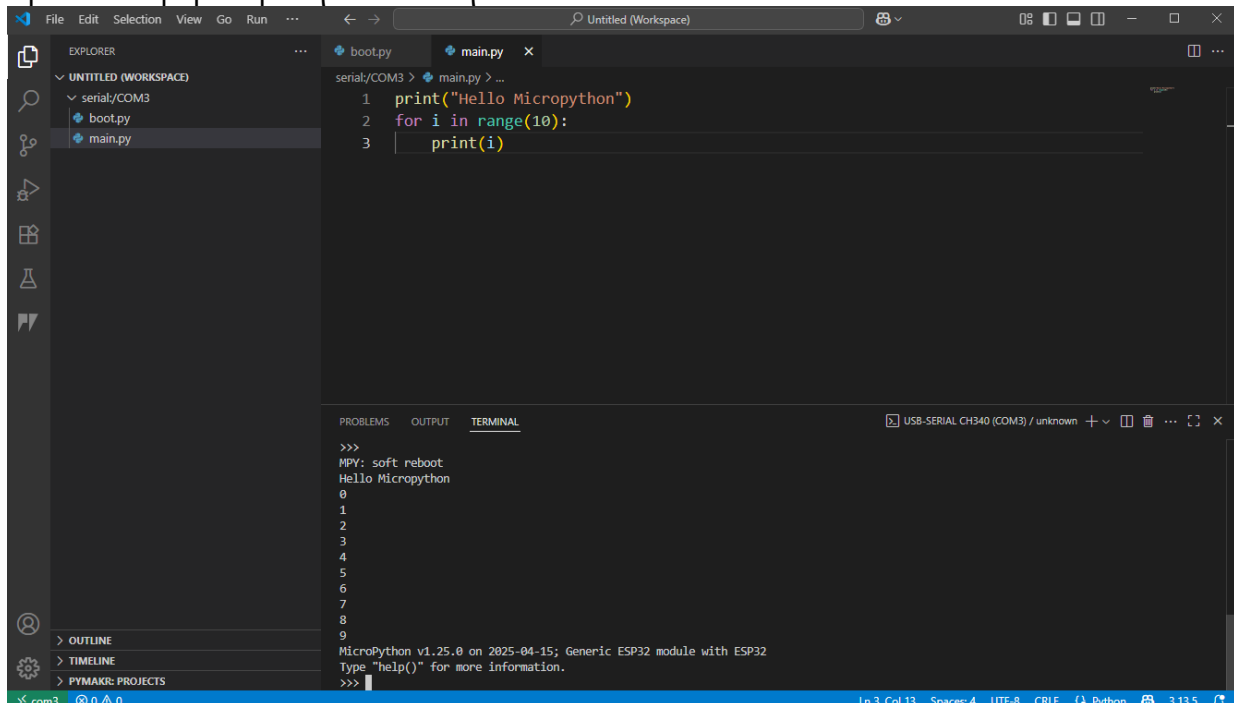 File Edit Selection View Go Run ···
Untitled (Workspace)
EXPLORER
UNTITLED (WORKSPACE)
serial:/COM3
boot.py
main.py
boot.py
main.py
serial:/COM3 > main.py > ...
1 print("Hello Micropython")
2 for i in range(10):
3 print(i)
PROBLEMS OUTPUT TERMINAL
USB-SERIAL CH340 (COM3) / unknown
>>>
MPY: soft reboot
Hello Micropython
0
1
2
3
4
5
6
7
8
9
MicroPython v1.25.0 on 2025-04-15; Generic ESP32 module with ESP32
Type "help()" for more information.
>>>
OUTLINE
TIMELINE
PYMAKR: PROJECTS
com3 0 0
Ln 3, Col 13 Spaces: 4 UTF-8 CRLF {} Python 3.13.5